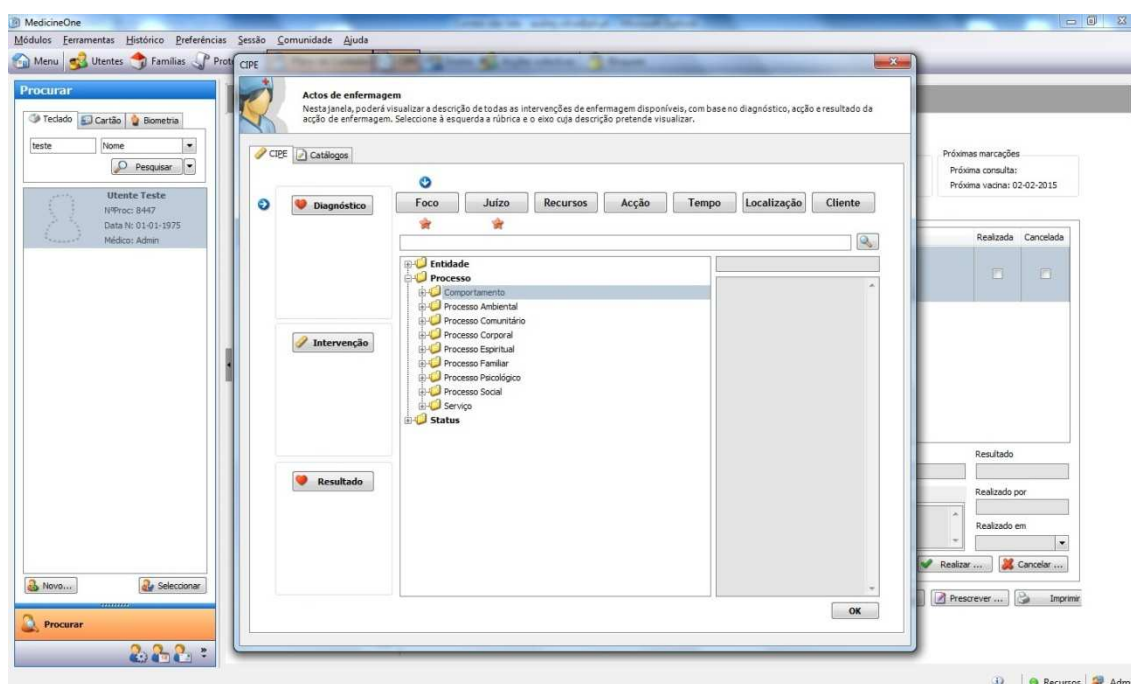 MedicineOne
Módulos Ferramentas Histórico Preferências Sessão Comunidade Ajuda
Menu Utentes Famílias
Procurar
Teclado Cartão Biometria
teste Nome
Pesquisar
Utente Teste
NºProc: 8447
Data N: 01-01-1975
Médico: Admin
Novo... Seleccionar
Procurar
CIPE
Actos de enfermagem
Nesta janela, poderá visualizar a descrição de todas as intervenções de enfermagem disponíveis, com base no diagnóstico, acção e resultado da
acção de enfermagem. Seleccione à esquerda a rúbrica e o eixo cuja descrição pretende visualizar.
CIPE Catálogos
Diagnóstico
Intervenção
Resultado
Foco Juízo Recursos Acção Tempo Localização Cliente
Entidade
Processo
Comportamento
Processo Ambiental
Processo Comunitário
Processo Corporal
Processo Espiritual
Processo Familiar
Processo Psicológico
Processo Social
Serviço
Status
OK
Próximas marcações
Próxima consulta:
Próxima vacina: 02-02-2015
Realizada Cancelada
Resultado
Realizado por
Realizado em
Realizar ... Cancelar ...
Prescrever ... Imprimir
Recursos Adm